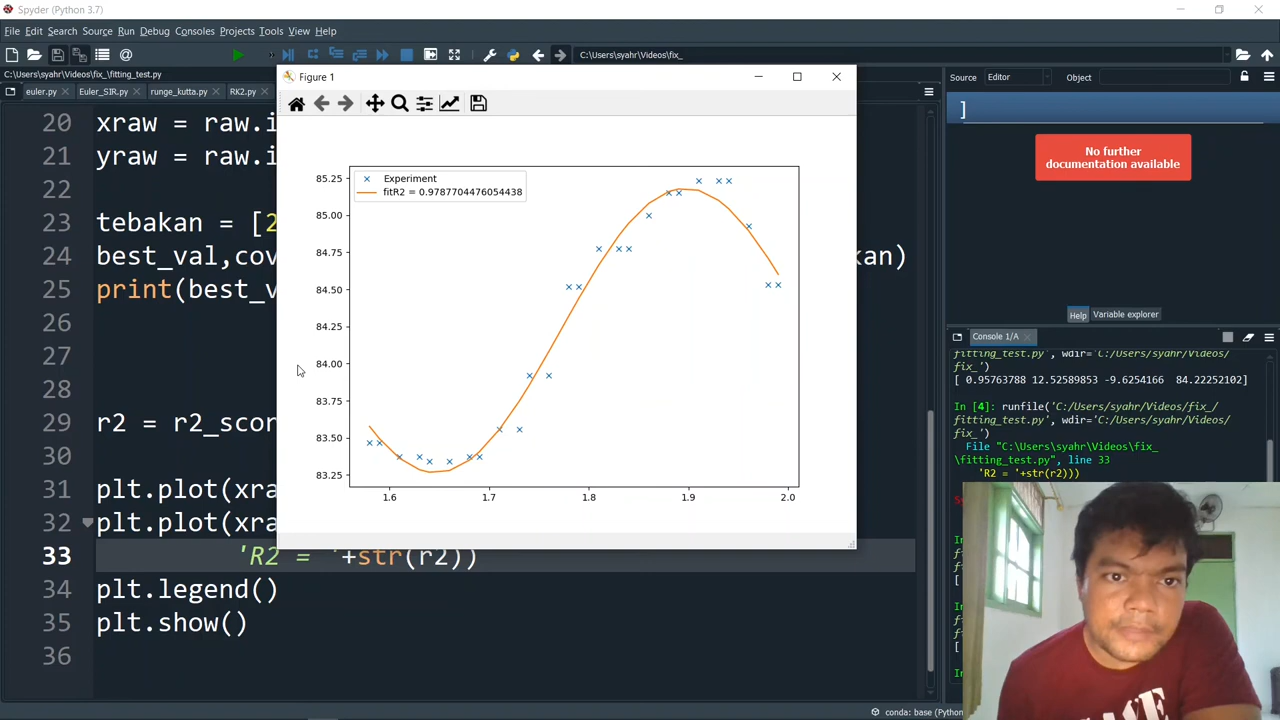 Spyder (Python 3.7)
File Edit Search Source Run Debug Consoles Projects Tools View Help
C:\Users\syahr\Videos\fix_
C:\Users\syahr\Videos\fix_\fitting_test.py
euler.py Euler_SIR.py runge_kutta.py RK2.py
Source Editor Object
]
No further
documentation available
Help Variable explorer
Figure 1
Experiment
fitR2 = 0.9787704476054438
85.25
85.00
84.75
84.50
84.25
84.00
83.75
83.50
83.25
1.6 1.7 1.8 1.9 2.0
20 xraw = raw.i
21 yraw = raw.i
22
23 tebakan = [2
24 best_val,cov kan)
25 print(best_v
26
27
28
29 r2 = r2_scor
30
31 plt.plot(xra
32 plt.plot(xra
33 'R2 = '+str(r2))
34 plt.legend()
35 plt.show()
36
Console 1/A
fitting_test.py', wdir='C:/Users/syahr/Videos/
fix_')
[ 0.95763788 12.52589853 -9.6254166 84.22252102]
In [4]: runfile('C:/Users/syahr/Videos/fix_/
fitting_test.py', wdir='C:/Users/syahr/Videos/
fix_')
File "C:\Users\syahr\Videos\fix_
\fitting_test.py", line 33
'R2 = '+str(r2)))
conda: base (Python